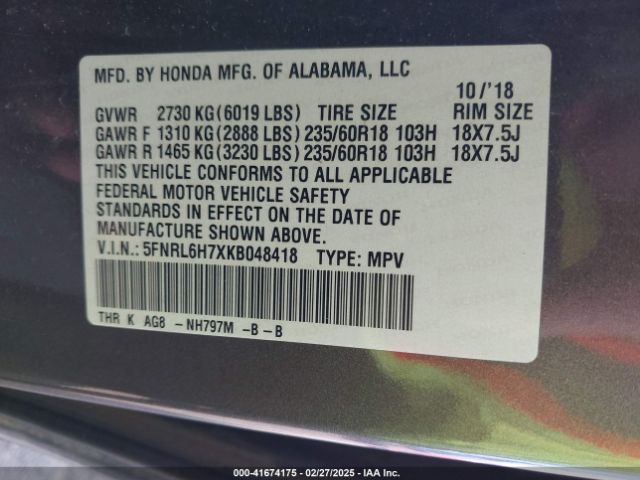 MFD. BY HONDA MFG. OF ALABAMA, LLC
10/'18
GVWR 2730 KG(6019 LBS) TIRE SIZE RIM SIZE
GAWR F 1310 KG(2888 LBS)235/60R18 103H 18X7.5J
GAWR R 1465 KG(3230 LBS)235/60R18 103H 18X7.5J
THIS VEHICLE CONFORMS TO ALL APPLICABLE
FEDERAL MOTOR VEHICLE SAFETY
STANDARDS IN EFFECT ON THE DATE OF
MANUFACTURE SHOWN ABOVE.
V.I.N.: 5FNRL6H7XKB048418 TYPE: MPV
THR K AG8 -NH797M -B-B
000-41674175 — 02/27/2025 — IAA Inc.